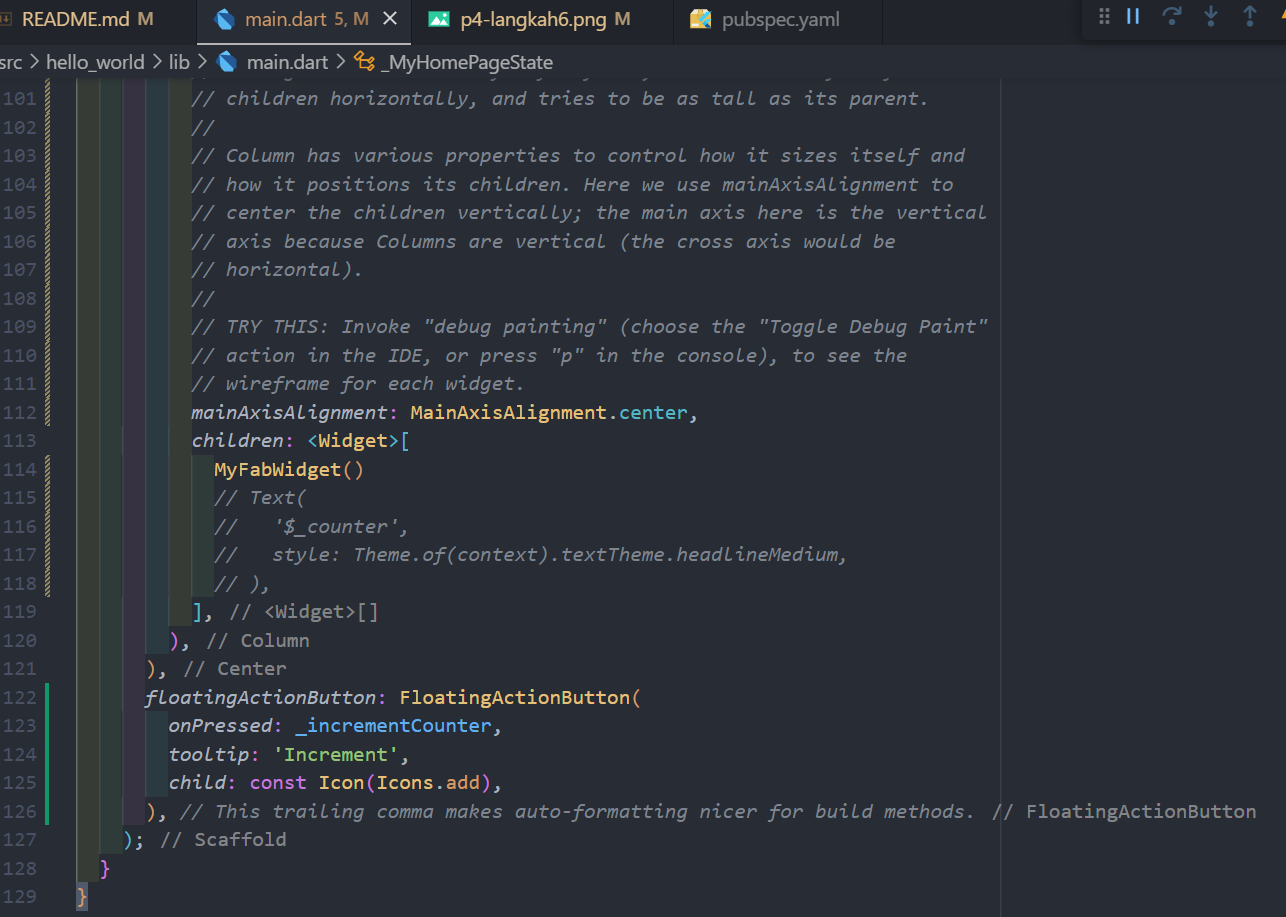 README.md M
main.dart 5, M
p4-langkah6.png M
pubspec.yaml
src > hello_world > lib > main.dart > _MyHomePageState
101 // children horizontally, and tries to be as tall as its parent.
102 //
103 // Column has various properties to control how it sizes itself and
104 // how it positions its children. Here we use mainAxisAlignment to
105 // center the children vertically; the main axis here is the vertical
106 // axis because Columns are vertical (the cross axis would be
107 // horizontal).
108 //
109 // TRY THIS: Invoke "debug painting" (choose the "Toggle Debug Paint"
110 // action in the IDE, or press "p" in the console), to see the
111 // wireframe for each widget.
112 mainAxisAlignment: MainAxisAlignment.center,
113 children: <Widget>[
114 MyFabWidget()
115 // Text(
116 //   '$_counter',
117 //   style: Theme.of(context).textTheme.headlineMedium,
118 // ),
119 ], // <Widget>[]
120 ), // Column
121 ), // Center
122 floatingActionButton: FloatingActionButton(
123 onPressed: _incrementCounter,
124 tooltip: 'Increment',
125 child: const Icon(Icons.add),
126 ), // This trailing comma makes auto-formatting nicer for build methods. // FloatingActionButton
127 ); // Scaffold
128 }
129 }